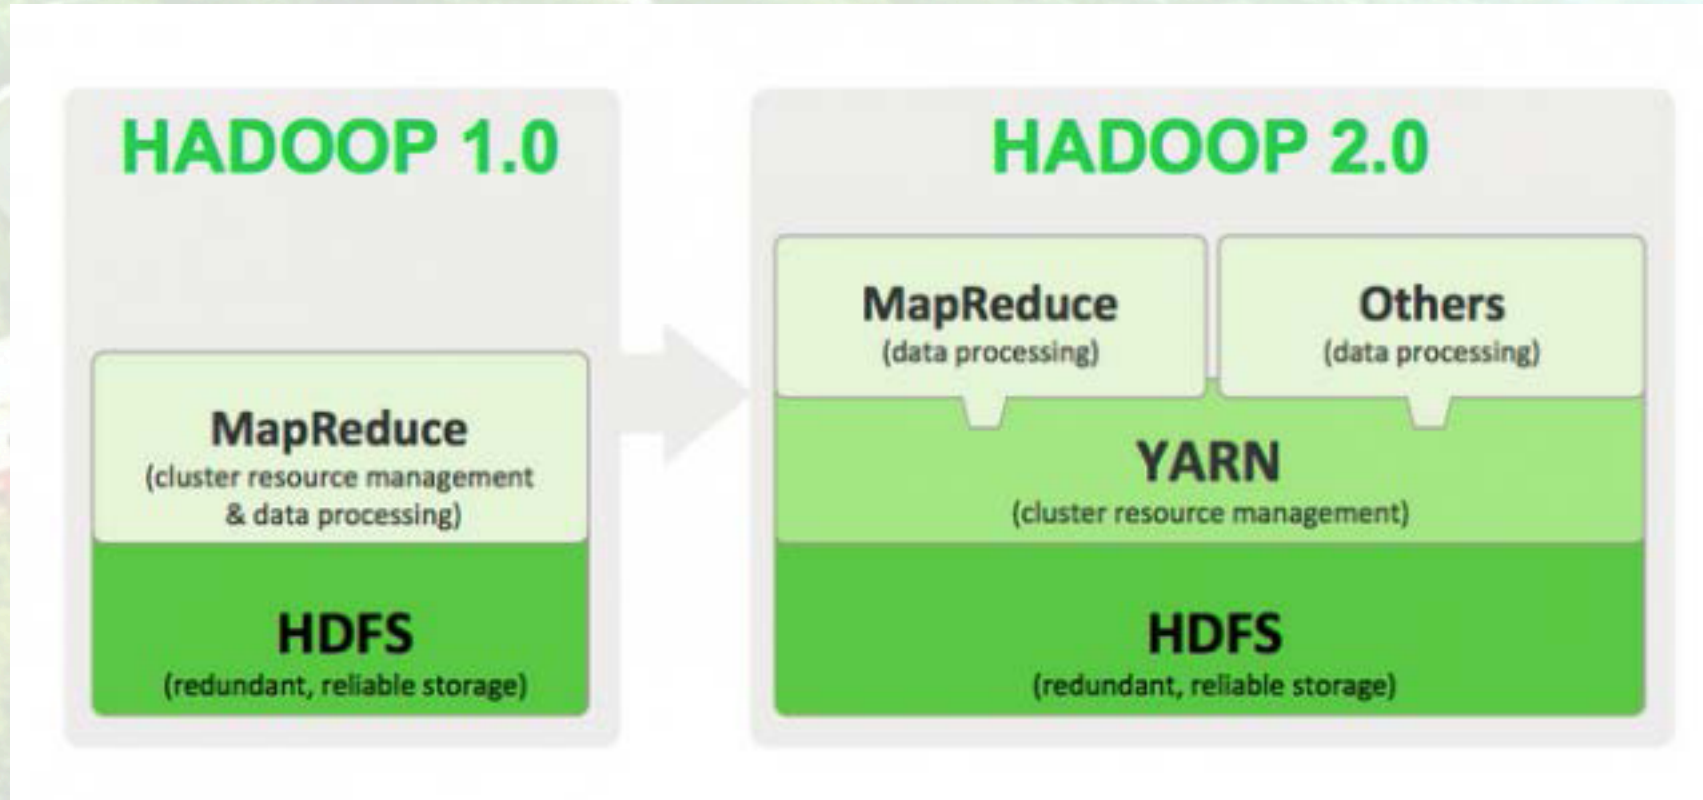 HADOOP 1.0
MapReduce
(cluster resource management
& data processing)
HDFS
(redundant, reliable storage)
HADOOP 2.0
MapReduce
(data processing)
Others
(data processing)
YARN
(cluster resource management)
HDFS
(redundant, reliable storage)